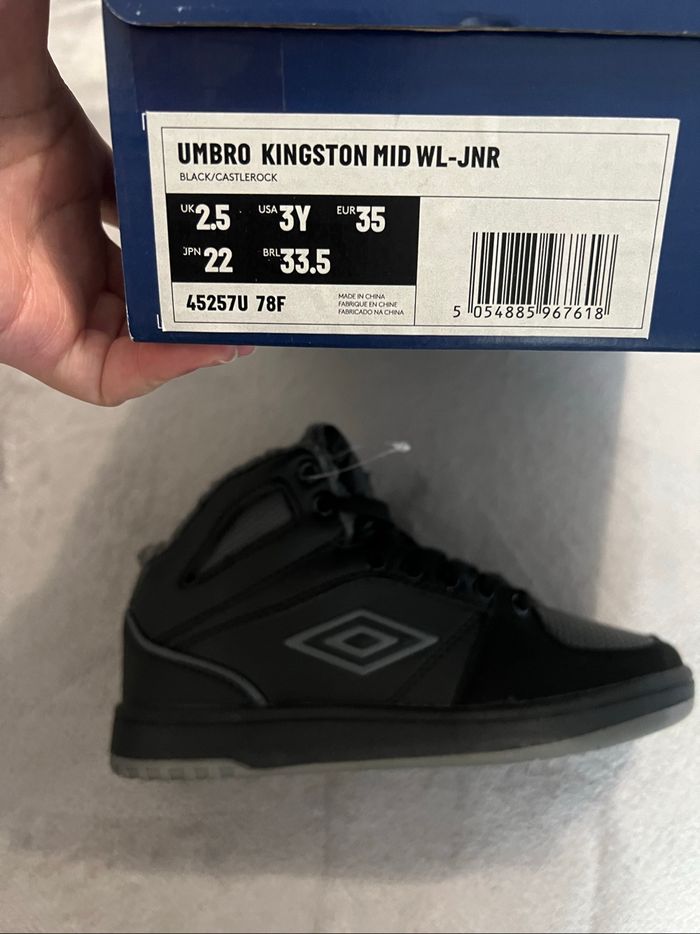 UMBRO KINGSTON MID WL-JNR
BLACK/CASTLEROCK
UK 2.5 USA 3Y EUR 35
JPN 22 BRL 33.5
45257U 78F
MADE IN CHINA
FABRIQUE EN CHINE
FABRICADO NA CHINA
5 054885 967618